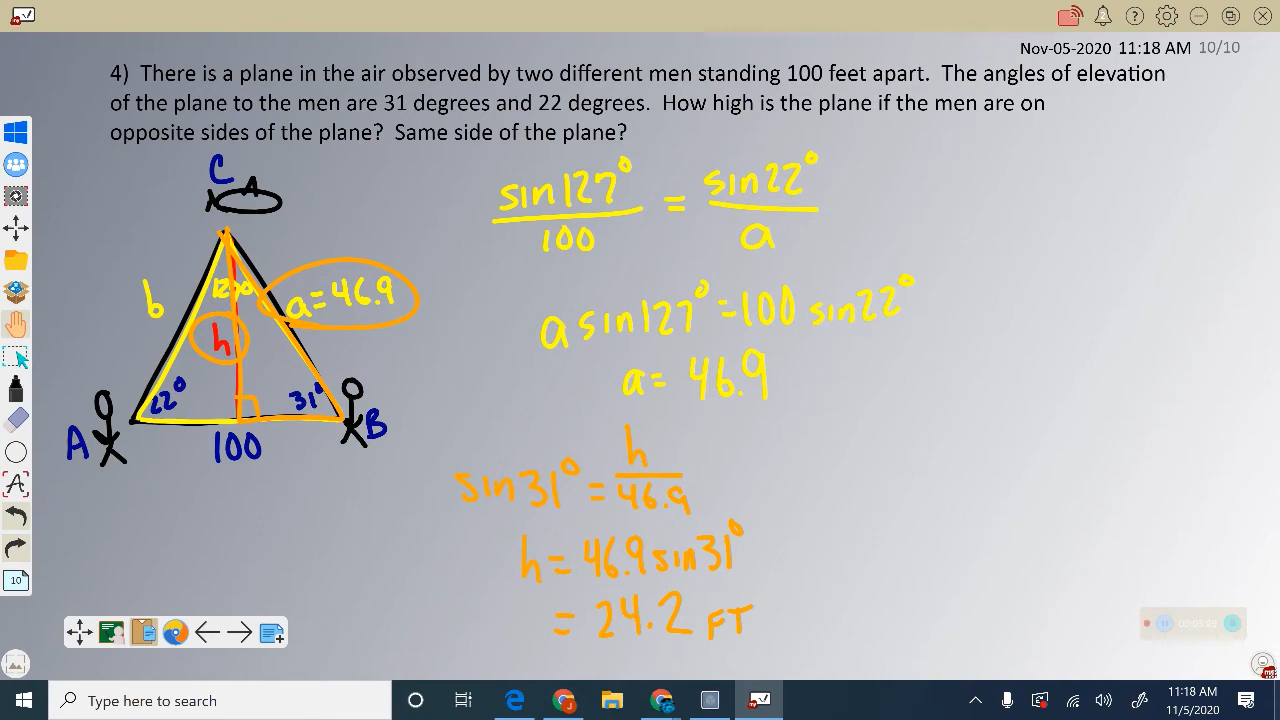 Nov-05-2020 11:18 AM 10/10
4) There is a plane in the air observed by two different men standing 100 feet apart. The angles of elevation
of the plane to the men are 31 degrees and 22 degrees. How high is the plane if the men are on
opposite sides of the plane? Same side of the plane?
C
b
a=46.9
h
22°
31°
A
100
B
sin127° = sin22°
100 a
a sin127° = 100 sin22°
a = 46.9
sin31° = h
46.9
h = 46.9 sin31°
= 24.2 FT
10
Type here to search
11:18 AM
11/5/2020